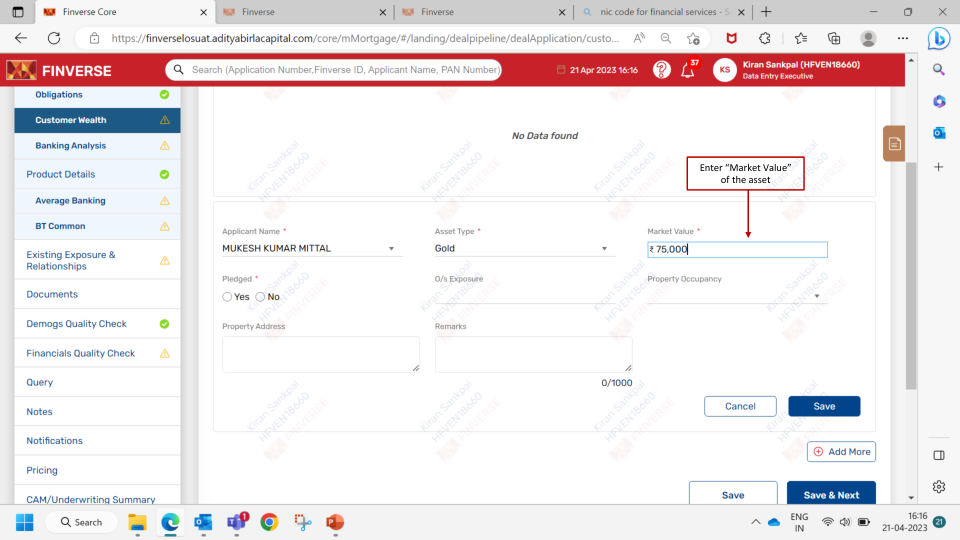 Finverse Core
Finverse
Finverse
nic code for financial services - S
https://finverselosuat.adityabirlacapital.com/core/mMortgage/#/landing/dealpipeline/dealApplication/custo...
FINVERSE
Search (Application Number,Finverse ID, Applicant Name, PAN Number)
21 Apr 2023 16:16
37
KS
Kiran Sankpal (HFVEN18660)
Data Entry Executive
Obligations
Customer Wealth
Banking Analysis
Product Details
Average Banking
BT Common
Existing Exposure &
Relationships
Documents
Demogs Quality Check
Financials Quality Check
Query
Notes
Notifications
Pricing
CAM/Underwriting Summary
No Data found
Enter “Market Value”
of the asset
Applicant Name *
MUKESH KUMAR MITTAL
Asset Type *
Gold
Market Value *
₹ 75,000
Pledged *
Yes No
O/s Exposure
Property Occupancy
Property Address
Remarks
0/1000
Cancel
Save
Add More
Save
Save & Next
Kiran Sankpal
HFVEN18660
FINVERSE
Search
1
ENG
IN
16:16
21-04-2023
21